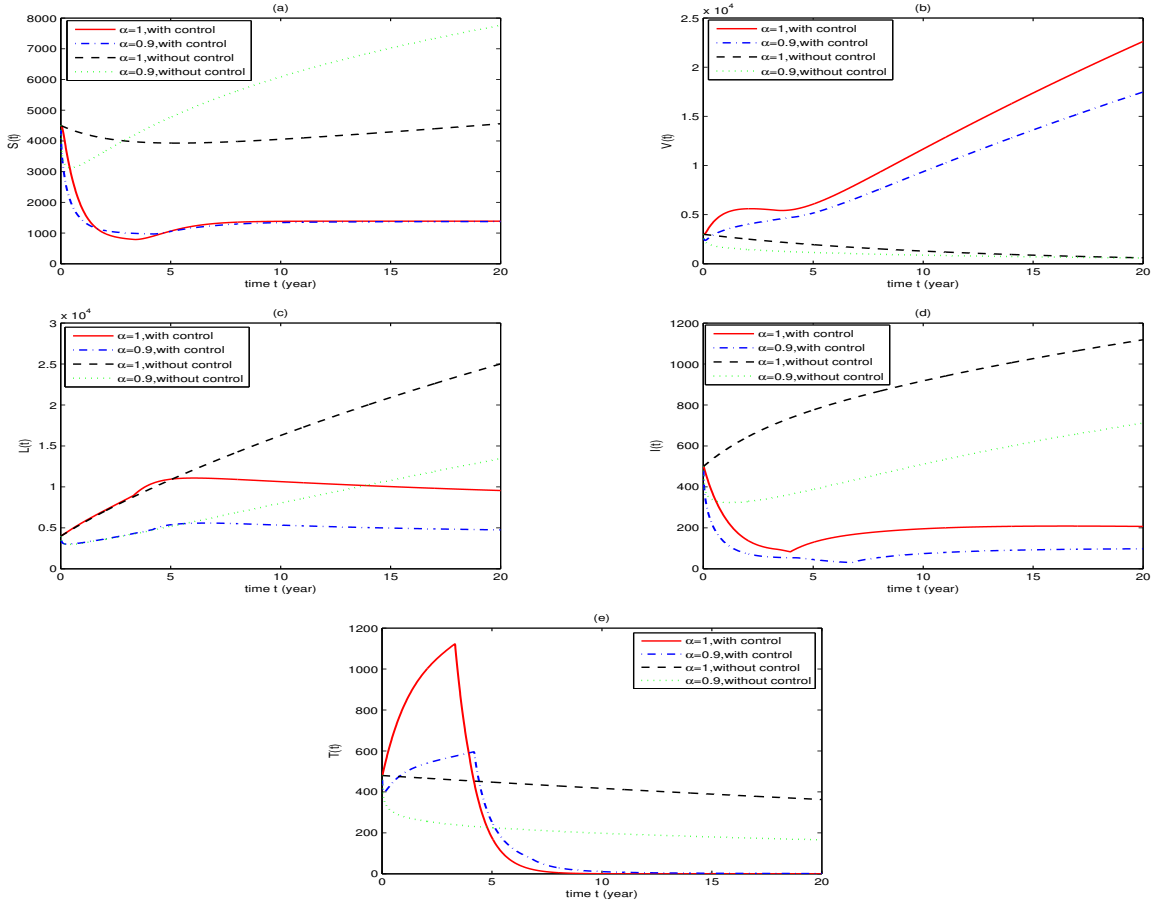 (a)
8000
7000
6000
5000
4000
3000
2000
1000
0
S(t)
α=1,with control
α=0.9,with control
α=1,without control
α=0.9,without control
0 5 10 15 20
time t (year)
(b)
x 10⁴
2.5
2
1.5
1
0.5
0
V(t)
α=1,with control
α=0.9,with control
α=1,without control
α=0.9,without control
0 5 10 15 20
time t (year)
(c)
x 10⁴
3
2.5
2
1.5
1
0.5
0
L(t)
α=1,with control
α=0.9,with control
α=1,without control
α=0.9,without control
0 5 10 15 20
time t (year)
(d)
1200
1000
800
600
400
200
0
I(t)
α=1,with control
α=0.9,with control
α=1,without control
α=0.9,without control
0 5 10 15 20
time t (year)
(e)
1200
1000
800
600
400
200
0
T(t)
α=1,with control
α=0.9,with control
α=1,without control
α=0.9,without control
0 5 10 15 20
time t (year)